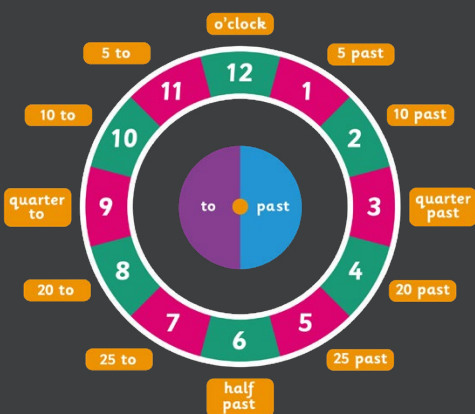 o'clock
5 to
5 past
12
11
1
10 to
10 past
10
2
quarter
to
9
to
past
3
quarter
past
8
4
20 to
20 past
7
5
6
25 to
25 past
half
past